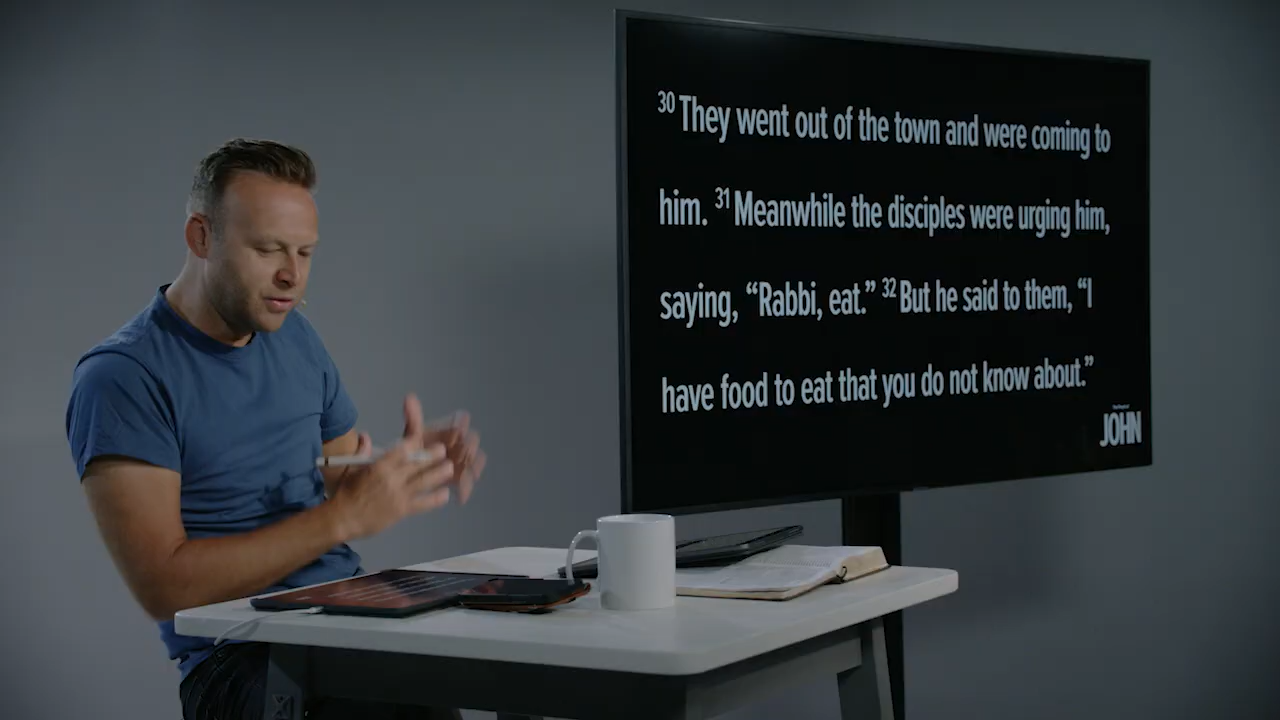 30 They went out of the town and were coming to
him. 31 Meanwhile the disciples were urging him,
saying, “Rabbi, eat.” 32 But he said to them, “I
have food to eat that you do not know about.”
JOHN